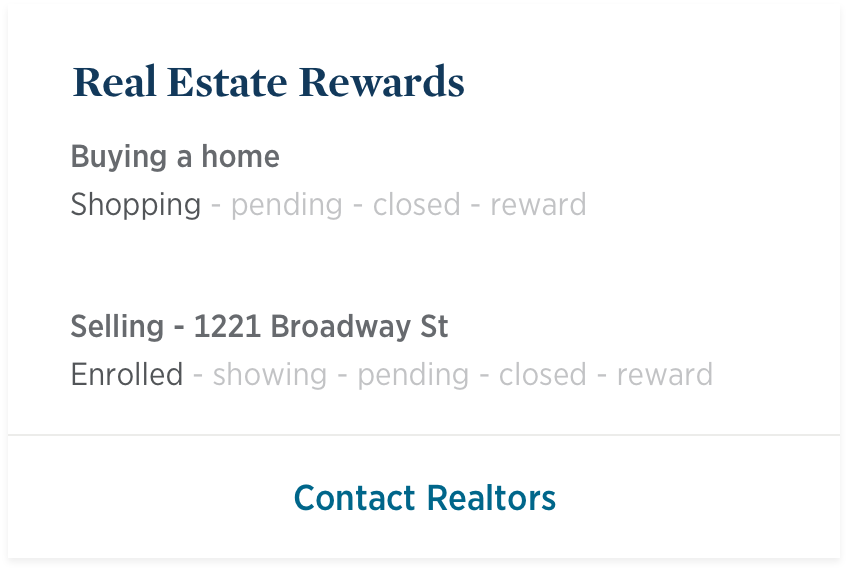 Real Estate Rewards
Buying a home
Shopping - pending - closed - reward
Selling - 1221 Broadway St
Enrolled - showing - pending - closed - reward
Contact Realtors